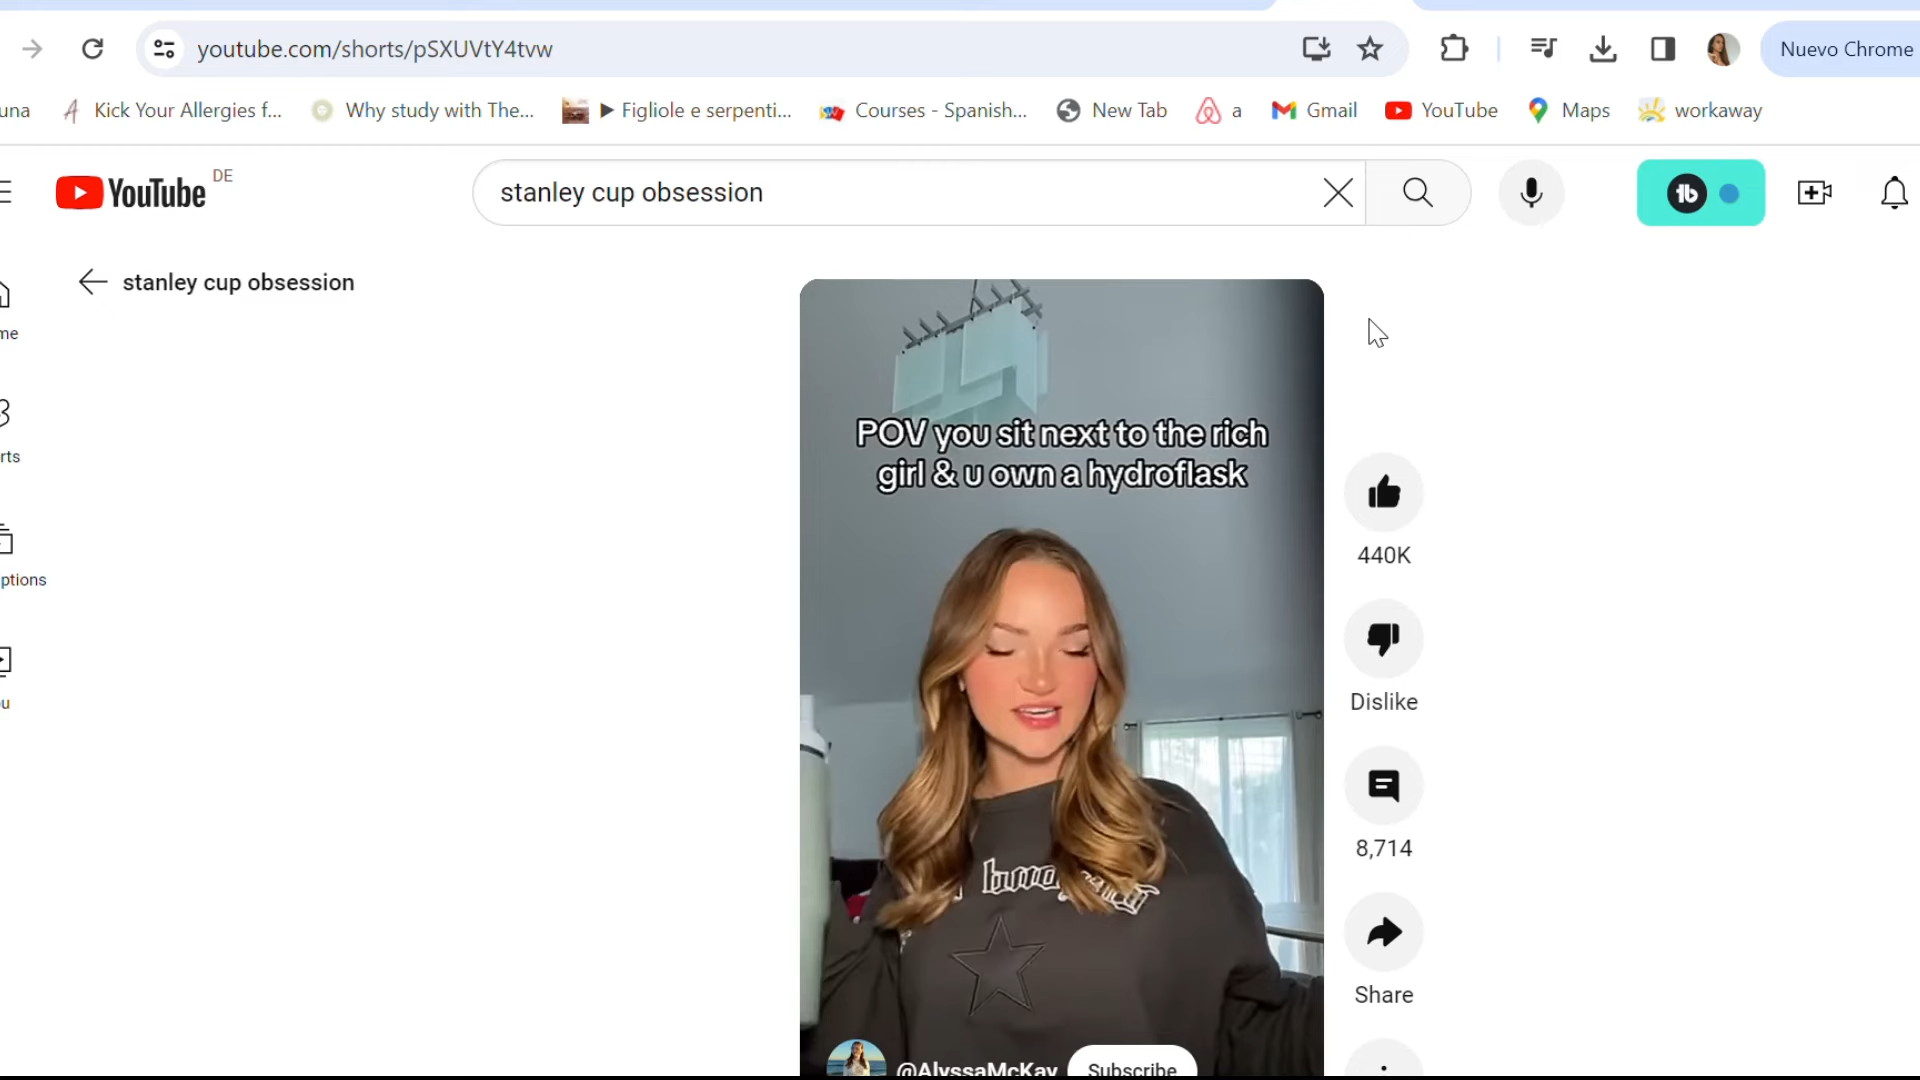 youtube.com/shorts/pSXUVtY4tvw
Nuevo Chrome
una
Kick Your Allergies f...
Why study with The...
▶ Figliole e serpenti...
Courses - Spanish...
New Tab
a
Gmail
YouTube
Maps
workaway
YouTube DE
stanley cup obsession
stanley cup obsession
me
rts
ptions
u
POV you sit next to the rich
girl & u own a hydroflask
440K
Dislike
8,714
Share
@AlyssaMcKay
Subscribe